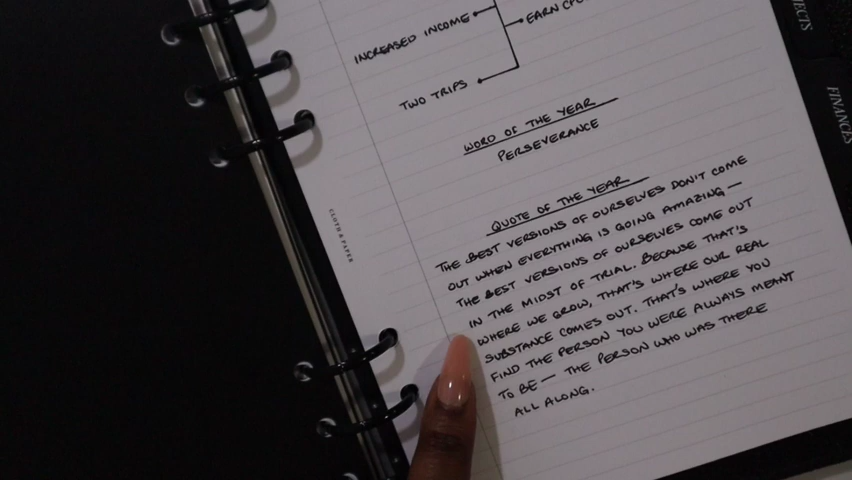 INCREASED INCOME
EARN
TWO TRIPS
WORD OF THE YEAR
PERSEVERANCE
QUOTE OF THE YEAR
THE BEST VERSIONS OF OURSELVES DON'T COME
OUT WHEN EVERYTHING IS GOING AMAZING —
THE BEST VERSIONS OF OURSELVES COME OUT
IN THE MIDST OF TRIAL. BECAUSE THAT'S
WHERE WE GROW, THAT'S WHERE OUR REAL
SUBSTANCE COMES OUT. THAT'S WHERE YOU
FIND THE PERSON YOU WERE ALWAYS MEANT
TO BE — THE PERSON WHO WAS THERE
ALL ALONG.
CLOTH & PAPER
FINANCES